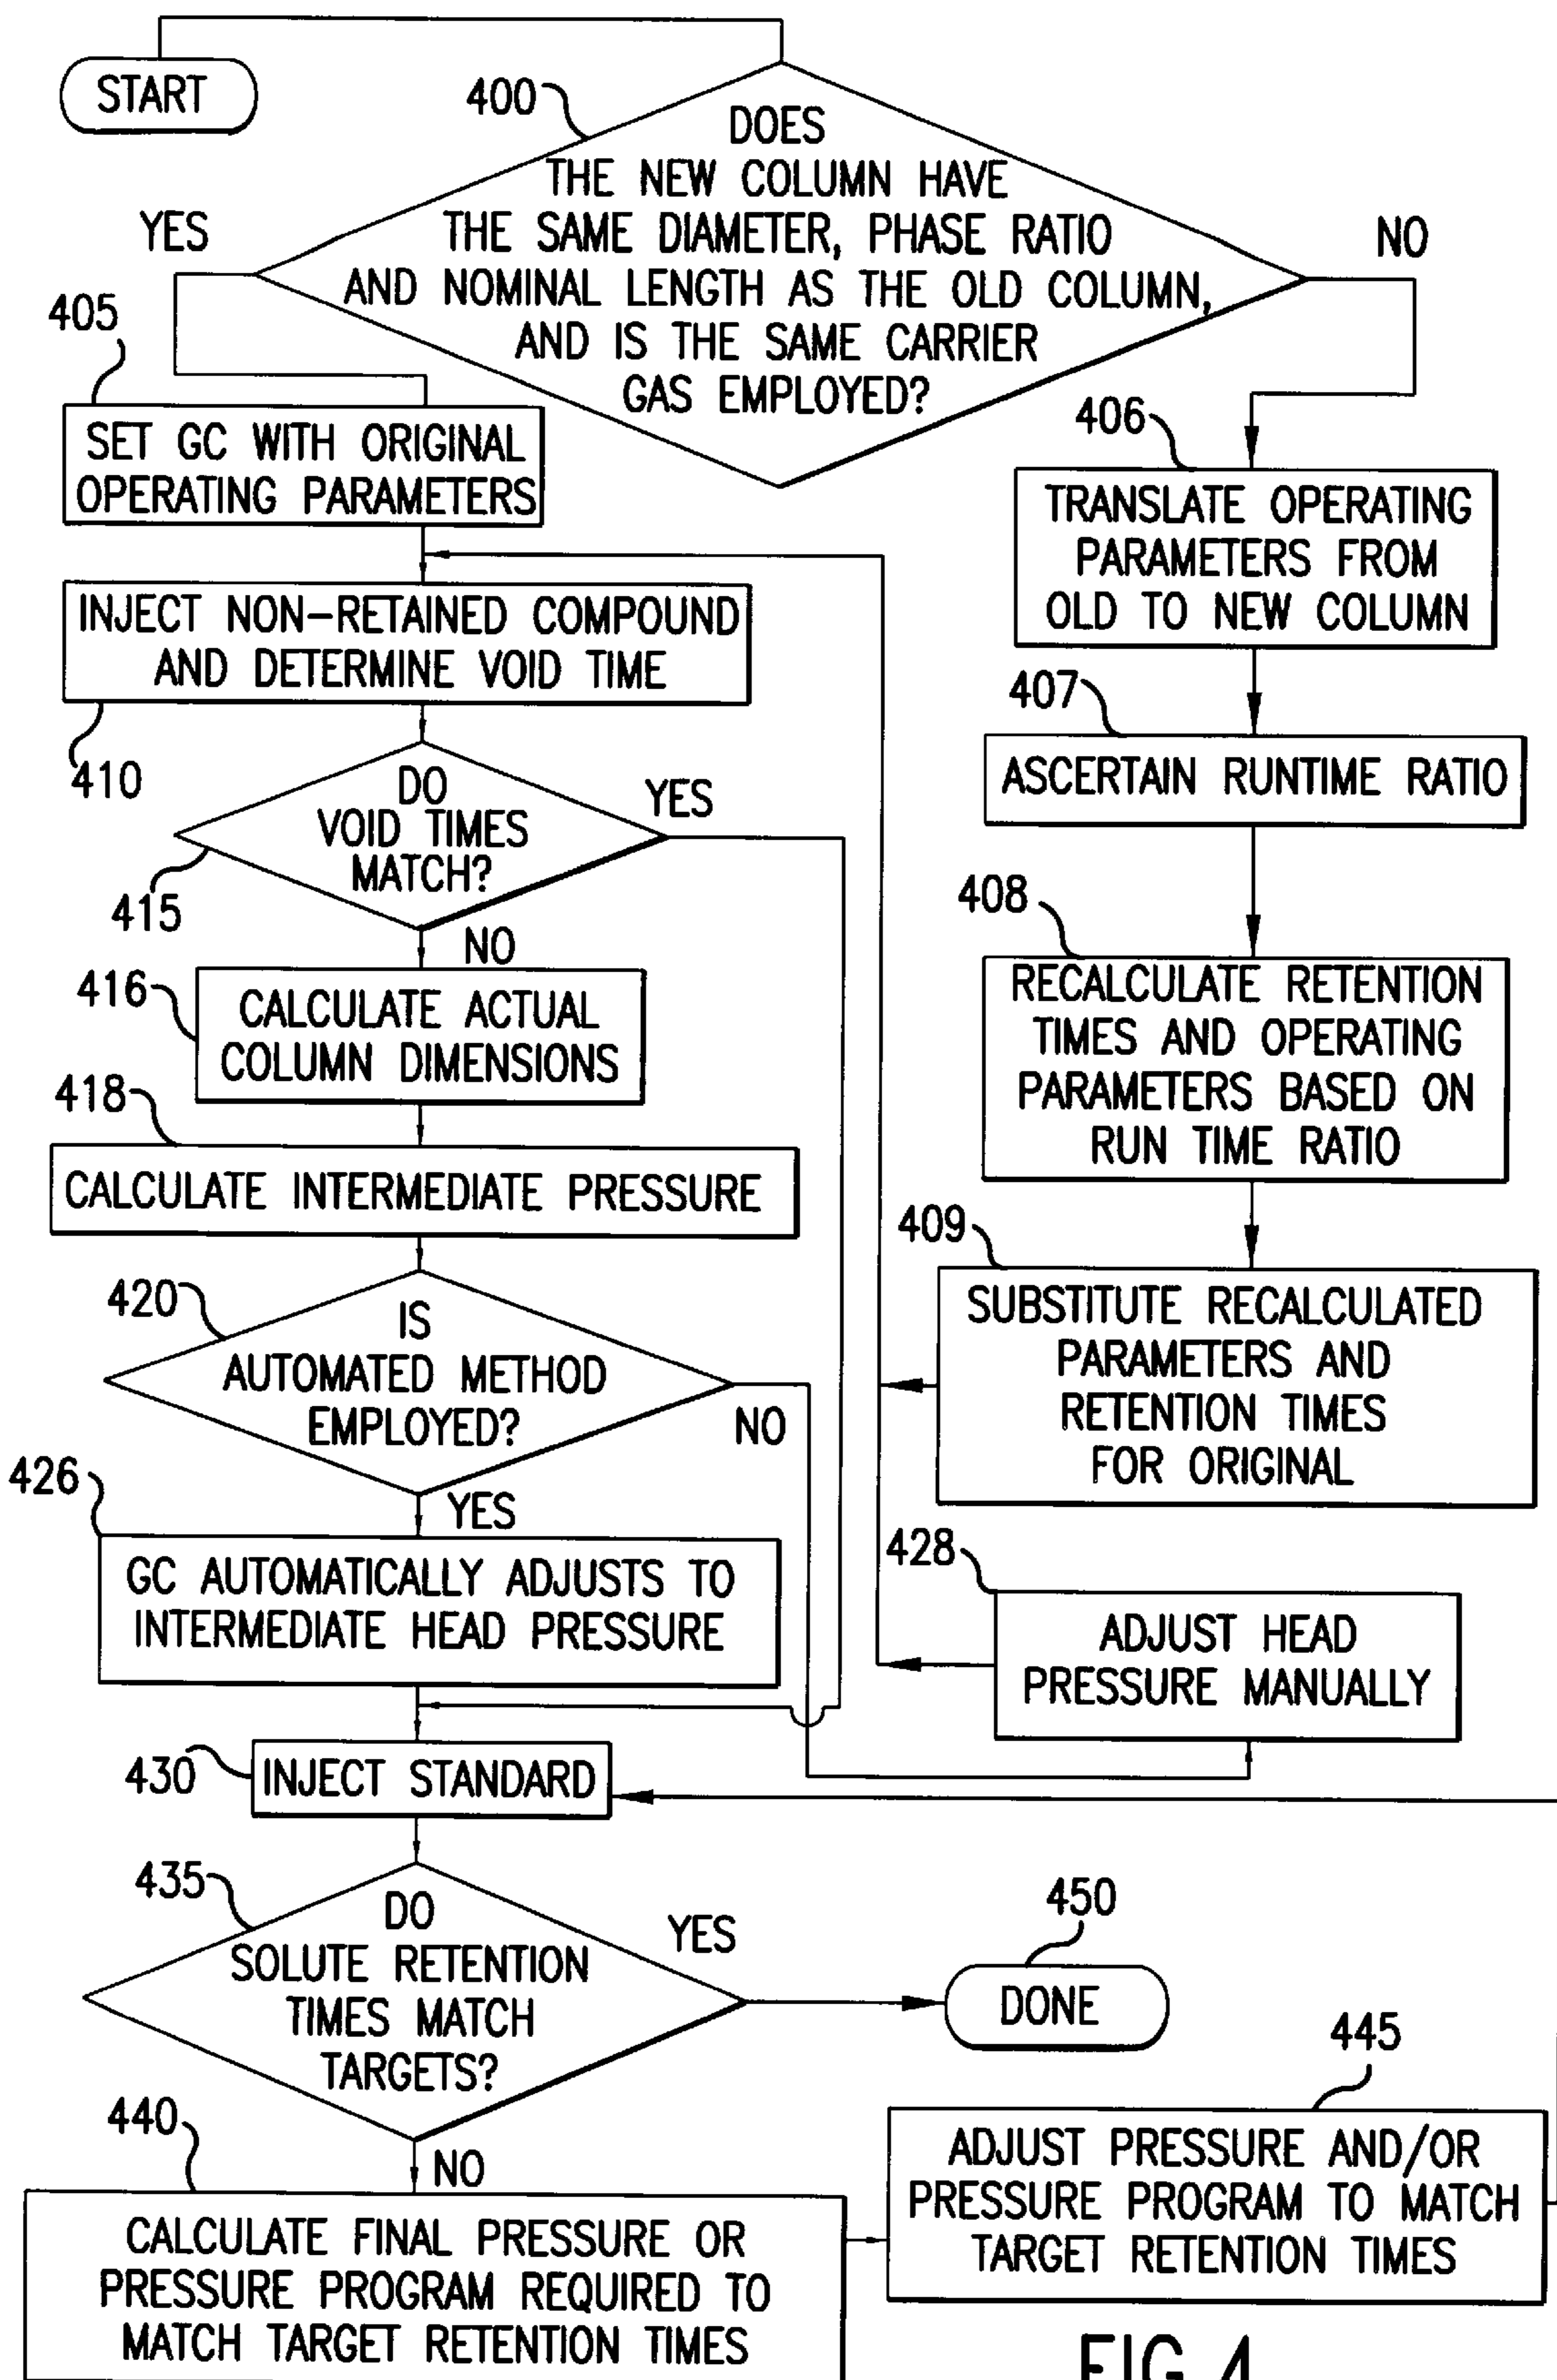 START
400
DOES
THE NEW COLUMN HAVE
THE SAME DIAMETER, PHASE RATIO
AND NOMINAL LENGTH AS THE OLD COLUMN,
AND IS THE SAME CARRIER
GAS EMPLOYED?
YES
NO
405
SET GC WITH ORIGINAL
OPERATING PARAMETERS
406
TRANSLATE OPERATING
PARAMETERS FROM
OLD TO NEW COLUMN
INJECT NON-RETAINED COMPOUND
AND DETERMINE VOID TIME
410
407
ASCERTAIN RUNTIME RATIO
DO
VOID TIMES
MATCH?
YES
415
NO
408
RECALCULATE RETENTION
TIMES AND OPERATING
PARAMETERS BASED ON
RUN TIME RATIO
416
CALCULATE ACTUAL
COLUMN DIMENSIONS
418
CALCULATE INTERMEDIATE PRESSURE
409
SUBSTITUTE RECALCULATED
PARAMETERS AND
RETENTION TIMES
FOR ORIGINAL
420
IS
AUTOMATED METHOD
EMPLOYED?
NO
YES
426
GC AUTOMATICALLY ADJUSTS TO
INTERMEDIATE HEAD PRESSURE
428
ADJUST HEAD
PRESSURE MANUALLY
430
INJECT STANDARD
435
DO
SOLUTE RETENTION
TIMES MATCH
TARGETS?
YES
450
DONE
NO
440
CALCULATE FINAL PRESSURE OR
PRESSURE PROGRAM REQUIRED TO
MATCH TARGET RETENTION TIMES
445
ADJUST PRESSURE AND/OR
PRESSURE PROGRAM TO MATCH
TARGET RETENTION TIMES
FIG.4